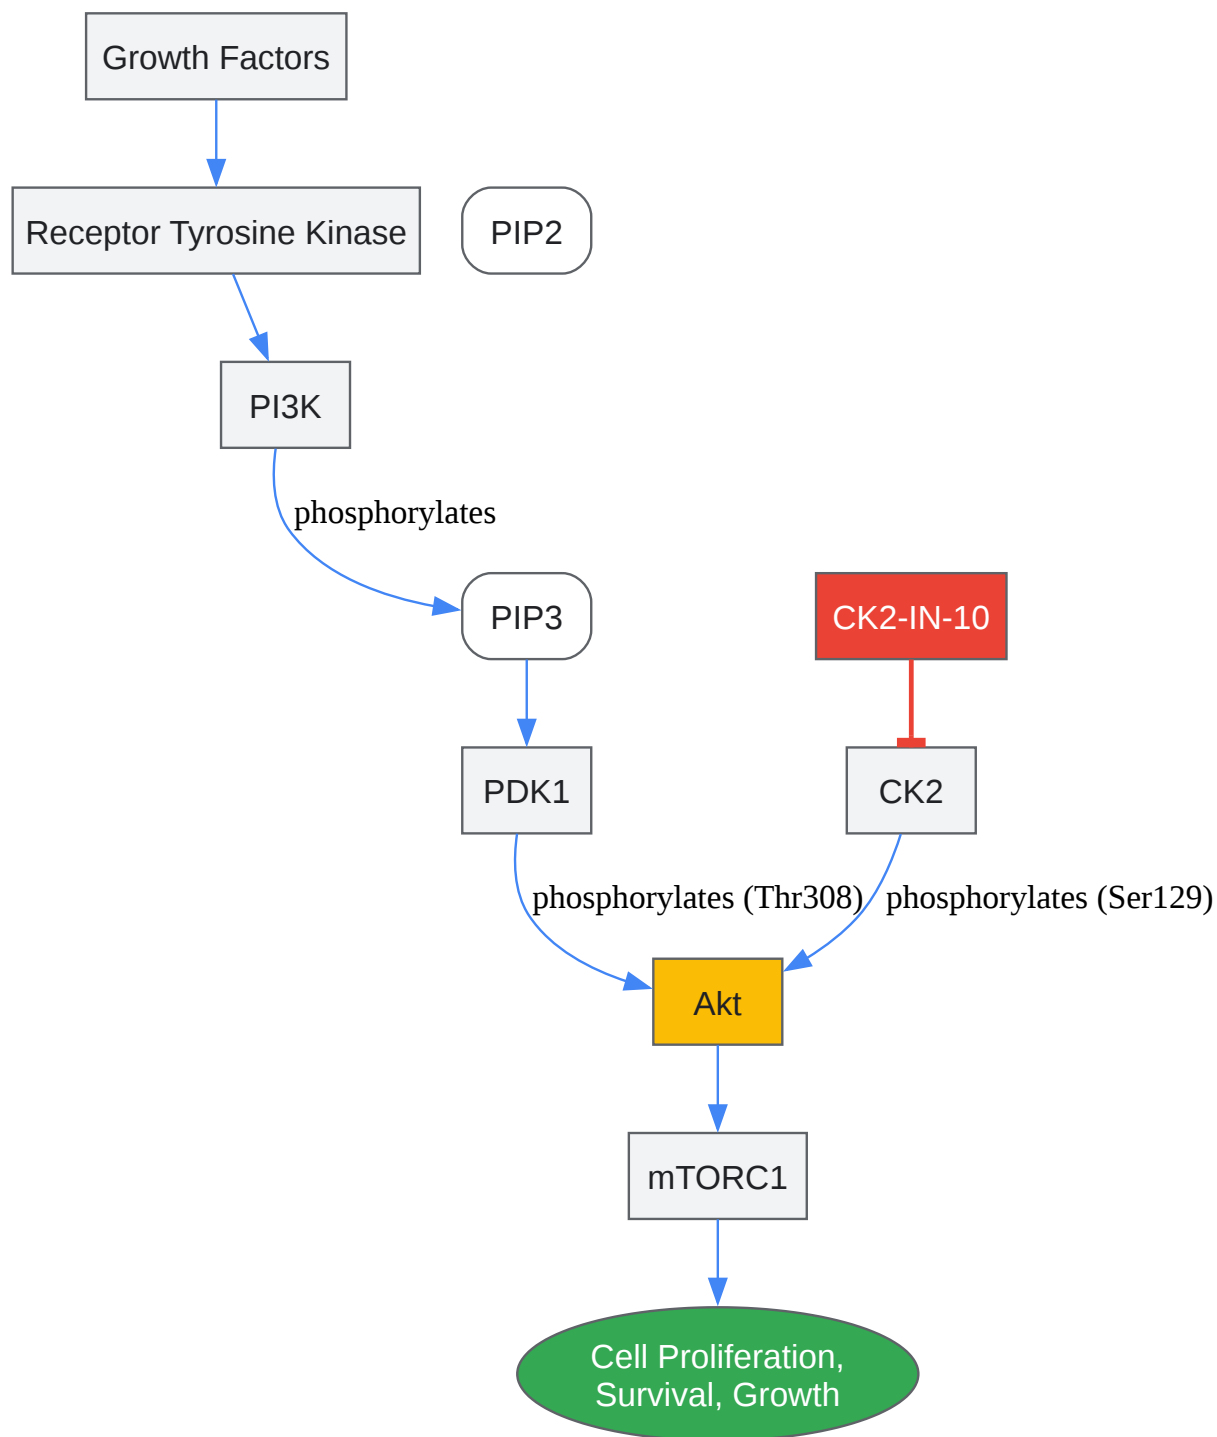 Growth Factors
Receptor Tyrosine Kinase
PIP2
PI3K
phosphorylates
PIP3
CK2-IN-10
PDK1
CK2
phosphorylates (Thr308)
phosphorylates (Ser129)
Akt
mTORC1
Cell Proliferation,
Survival, Growth